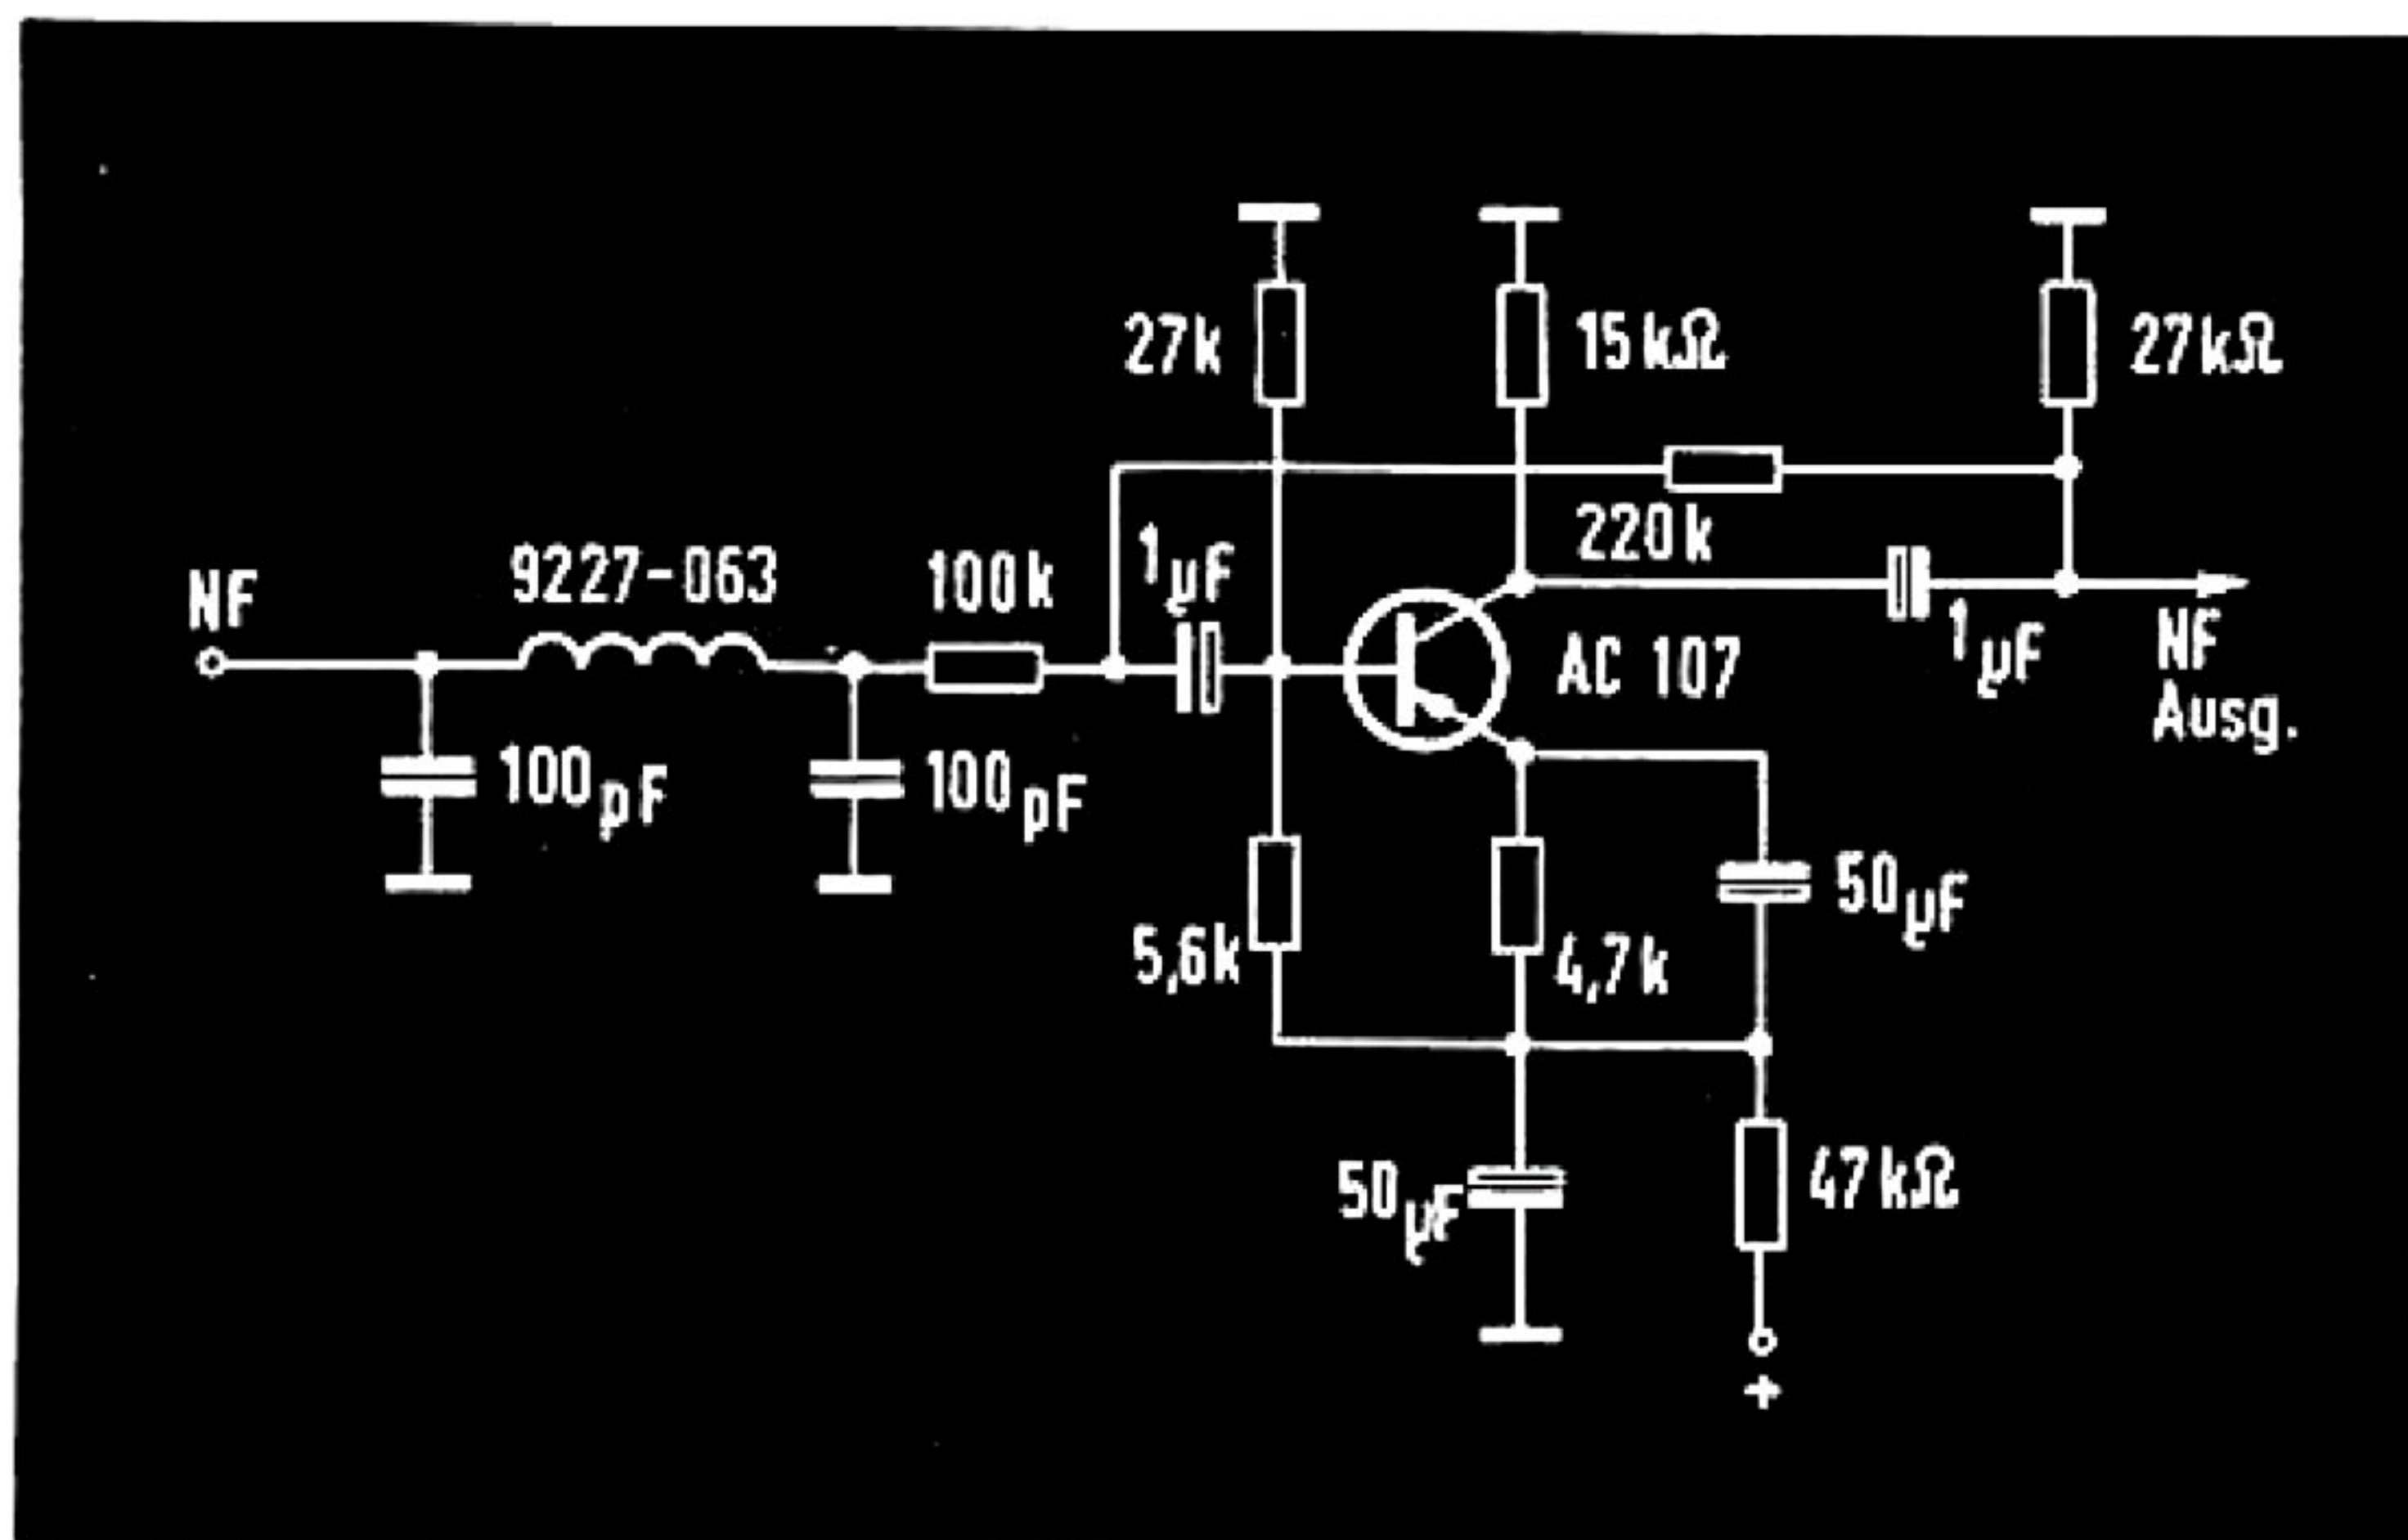 27k
15kΩ
27kΩ
220k
NF
9227-063
100k
1µF
AC 107
1µF
NF
Ausg.
100pF
100pF
50µF
5,6k
4,7k
50µF
47kΩ
+